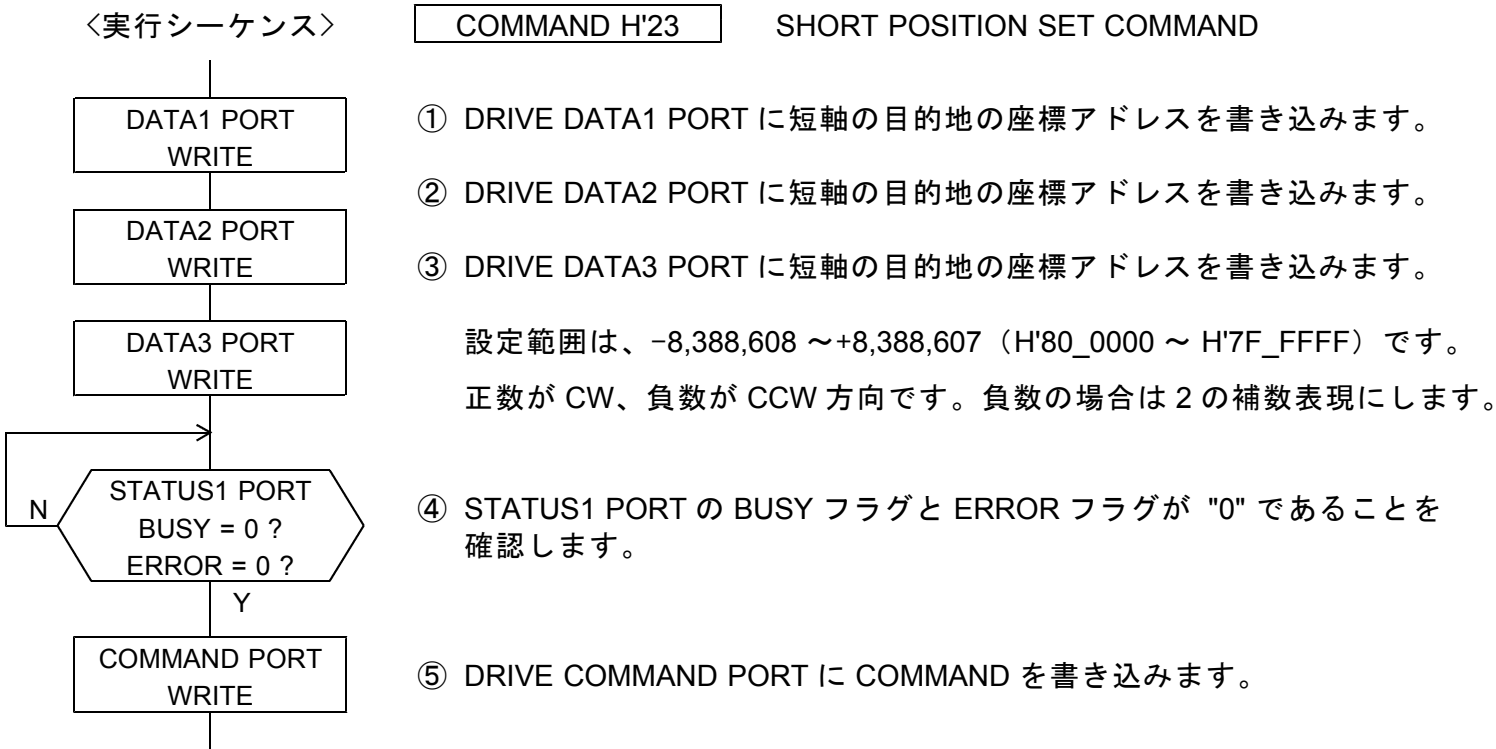 〈実行シーケンス〉 COMMAND H'23 SHORT POSITION SET COMMAND
DATA1 PORT
WRITE
① DRIVE DATA1 PORT に短軸の目的地の座標アドレスを書き込みます。
DATA2 PORT
WRITE
② DRIVE DATA2 PORT に短軸の目的地の座標アドレスを書き込みます。
DATA3 PORT
WRITE
③ DRIVE DATA3 PORT に短軸の目的地の座標アドレスを書き込みます。
設定範囲は、−8,388,608 ～+8,388,607（H'80_0000 ～ H'7F_FFFF）です。
正数が CW、負数が CCW 方向です。負数の場合は 2 の補数表現にします。
N
STATUS1 PORT
BUSY = 0 ?
ERROR = 0 ?
Y
④ STATUS1 PORT の BUSY フラグと ERROR フラグが "0" であることを
確認します。
COMMAND PORT
WRITE
⑤ DRIVE COMMAND PORT に COMMAND を書き込みます。